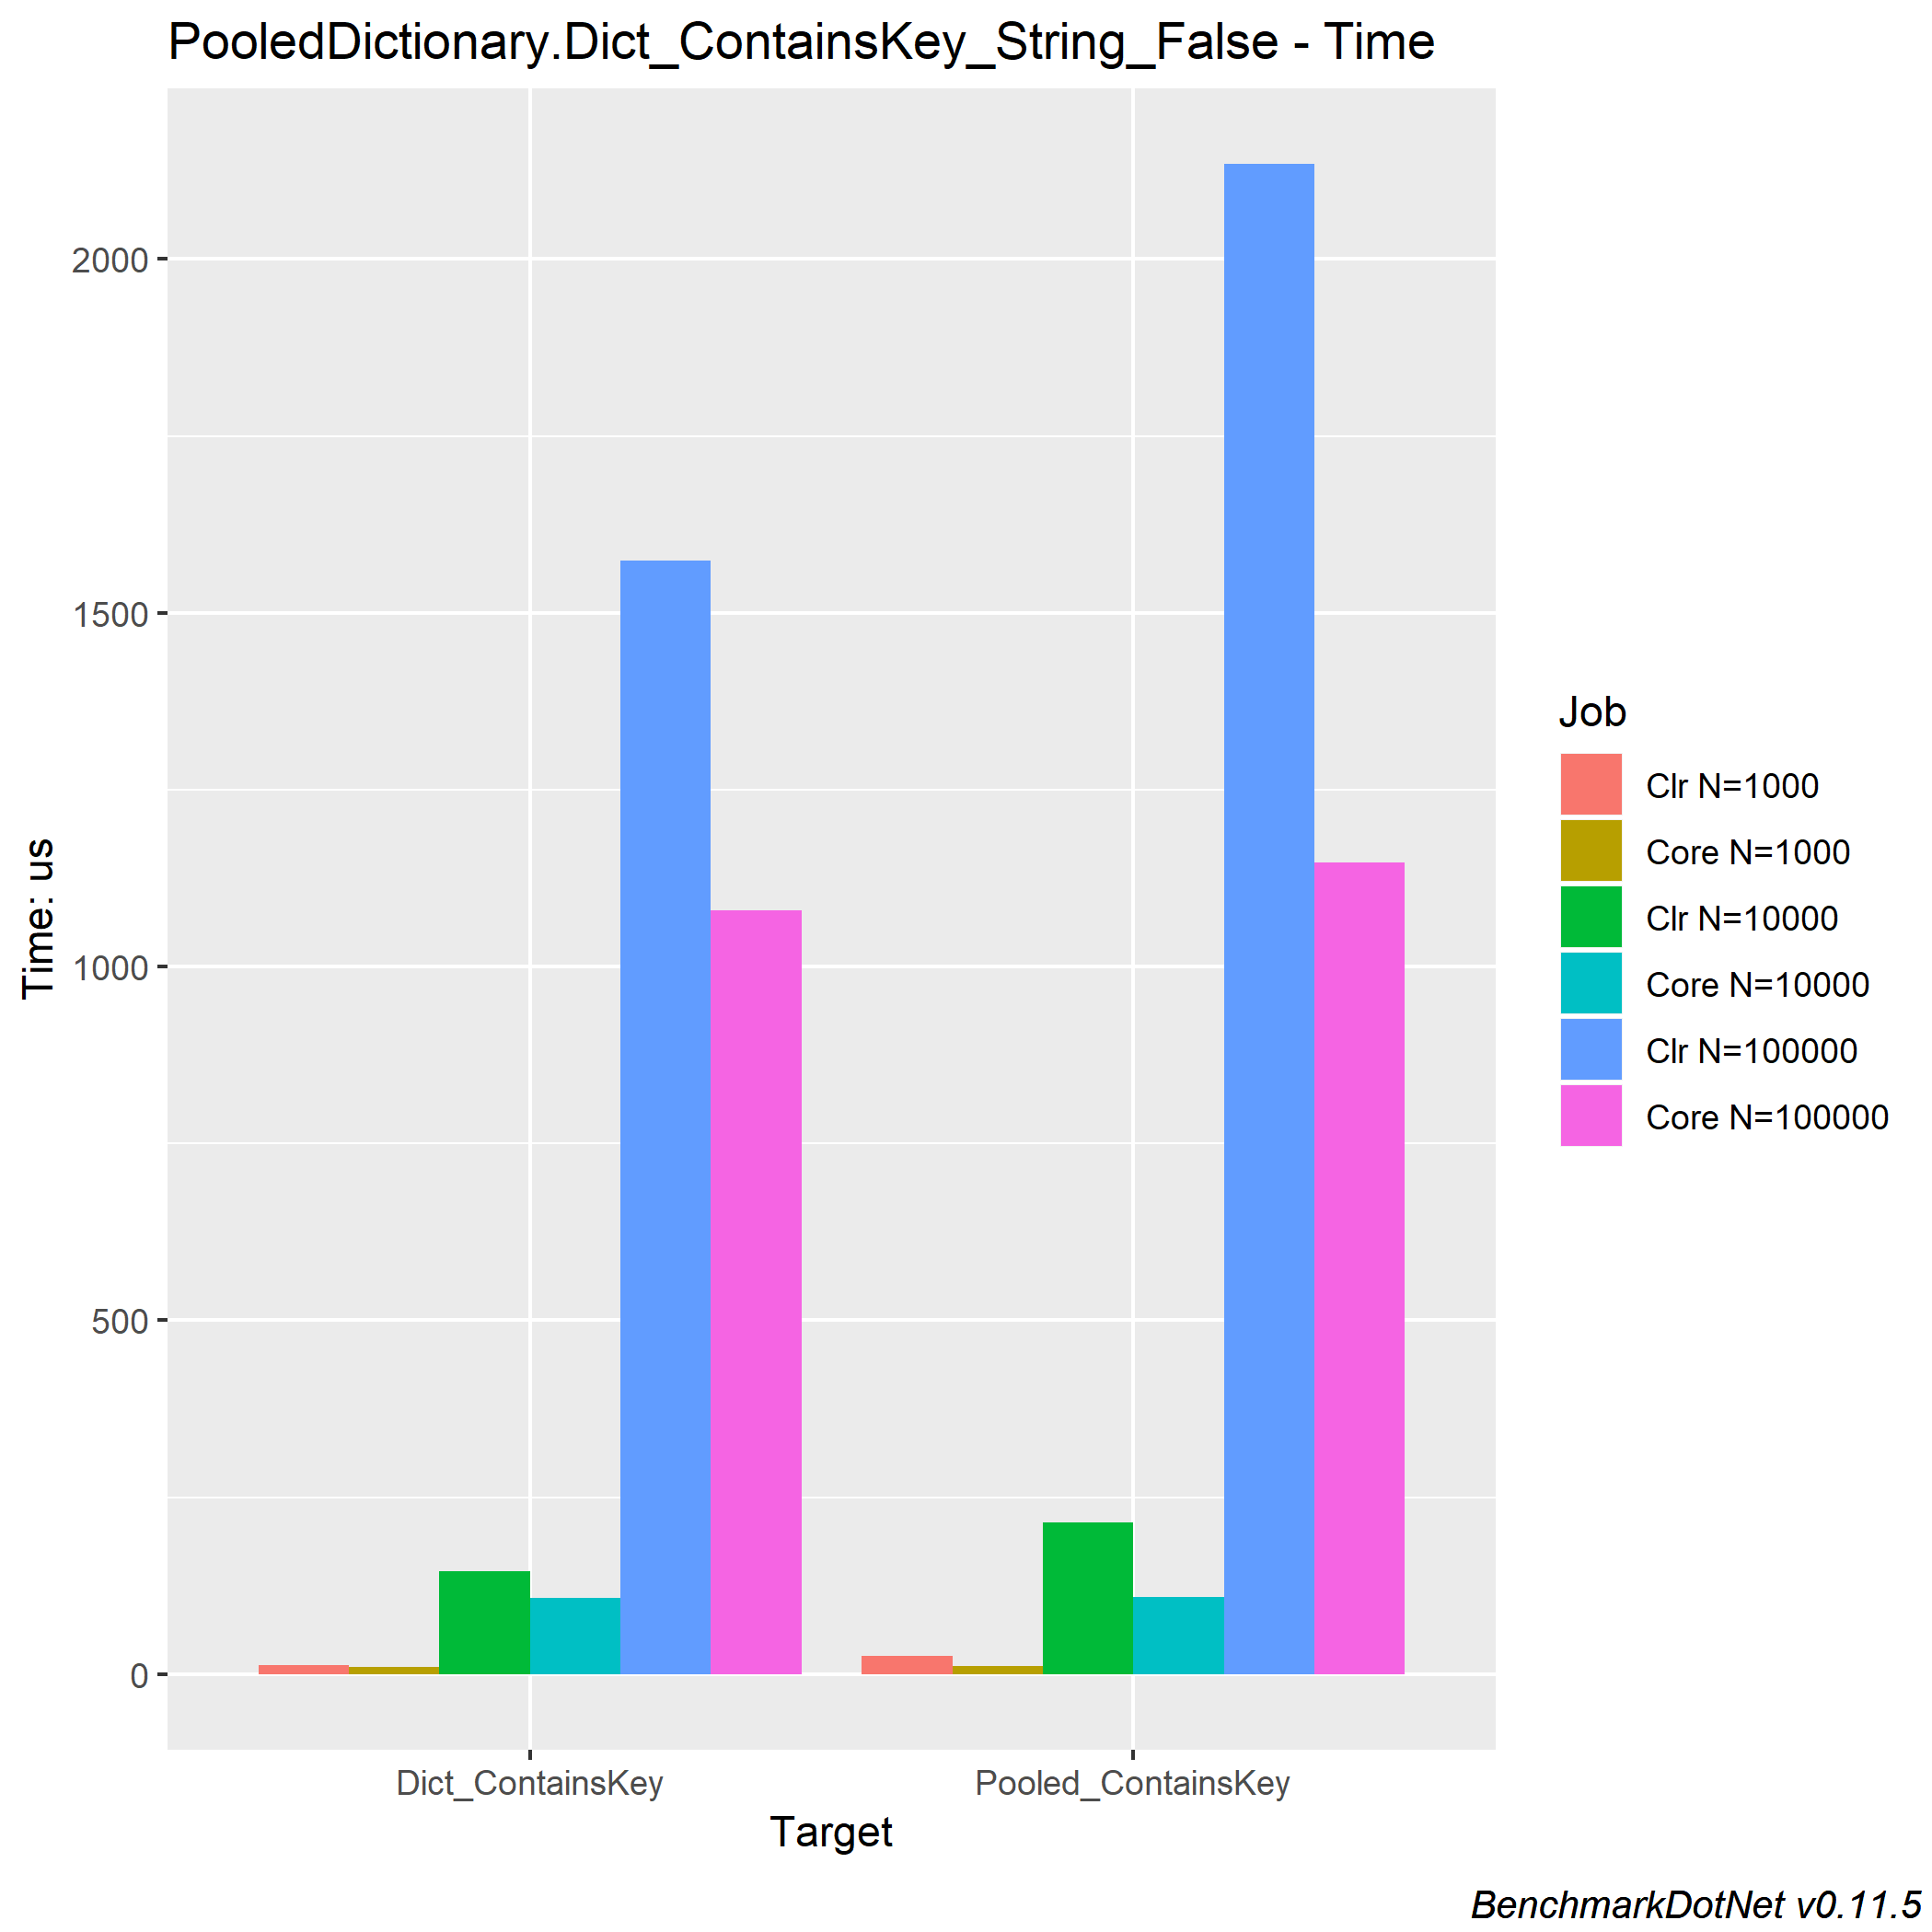 PooledDictionary.Dict_ContainsKey_String_False - Time
2000
1500
1000
500
0
Time: us
Dict_ContainsKey
Pooled_ContainsKey
Target
Job
Clr N=1000
Core N=1000
Clr N=10000
Core N=10000
Clr N=100000
Core N=100000
BenchmarkDotNet v0.11.5